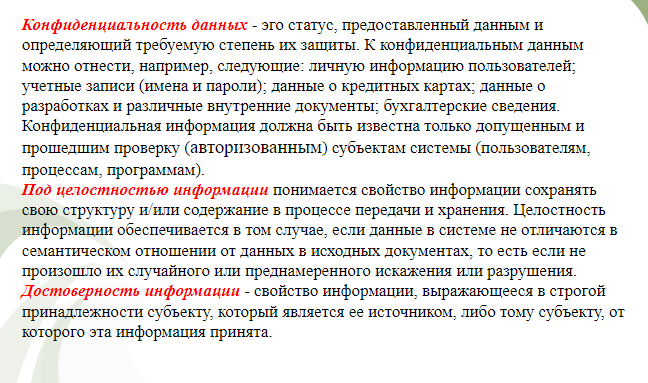 Конфиденциальность данных - эго статус, предоставленный данным и
определяющий требуемую степень их защиты. К конфиденциальным данным
можно отнести, например, следующие: личную информацию пользователей;
учетные записи (имена и пароли); данные о кредитных картах; данные о
разработках и различные внутренние документы; бухгалтерские сведения.
Конфиденциальная информация должна быть известна только допущенным и
прошедшим проверку (авторизованным) субъектам системы (пользователям,
процессам, программам).
Под целостностью информации понимается свойство информации сохранять
свою структуру и/или содержание в процессе передачи и хранения. Целостность
информации обеспечивается в том случае, если данные в системе не отличаются в
семантическом отношении от данных в исходных документах, то есть если не
произошло их случайного или преднамеренного искажения или разрушения.
Достоверность информации - свойство информации, выражающееся в строгой
принадлежности субъекту, который является ее источником, либо тому субъекту, от
которого эта информация принята.